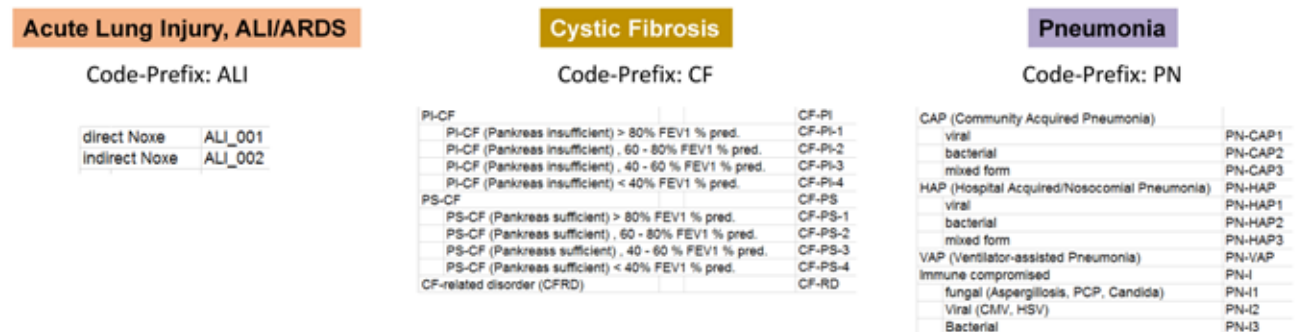 Acute Lung Injury, ALI/ARDS
Code-Prefix: ALI
direct Noxe ALI_001
indirect Noxe ALI_002
Cystic Fibrosis
Code-Prefix: CF
PI-CF CF-PI
PI-CF (Pankreas insufficient) > 80% FEV1 % pred. CF-PI-1
PI-CF (Pankreas insufficient) , 60 - 80% FEV1 % pred. CF-PI-2
PI-CF (Pankreas insufficient) , 40 - 60 % FEV1 % pred. CF-PI-3
PI-CF (Pankreas insufficient) < 40% FEV1 % pred. CF-PI-4
PS-CF CF-PS
PS-CF (Pankreas sufficient) > 80% FEV1 % pred. CF-PS-1
PS-CF (Pankreas sufficient) , 60 - 80% FEV1 % pred. CF-PS-2
PS-CF (Pankreass sufficient) , 40 - 60 % FEV1 % pred. CF-PS-3
PS-CF (Pankreas sufficient) < 40% FEV1 % pred. CF-PS-4
CF-related disorder (CFRD) CF-RD
Pneumonia
Code-Prefix: PN
CAP (Community Acquired Pneumonia)
viral PN-CAP1
bacterial PN-CAP2
mixed form PN-CAP3
HAP (Hospital Acquired/Nosocomial Pneumonia) PN-HAP
viral PN-HAP1
bacterial PN-HAP2
mixed form PN-HAP3
VAP (Ventilator-assisted Pneumonia) PN-VAP
Immune compromised PN-I
fungal (Aspergillosis, PCP, Candida) PN-I1
Viral (CMV, HSV) PN-I2
Bacterial PN-I3